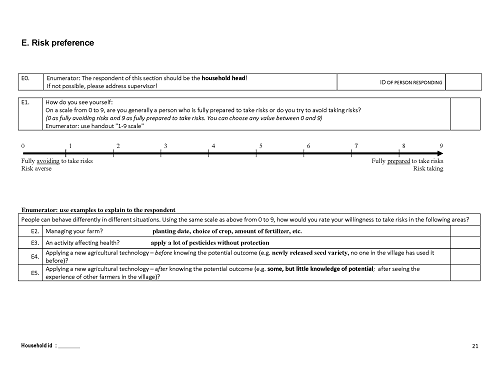 E. Risk preference
E0. Enumerator: The respondent of this section should be the household head!
If not possible, please address supervisor!
ID OF PERSON RESPONDING
E1. How do you see yourself:
On a scale from 0 to 9, are you generally a person who is fully prepared to take risks or do you try to avoid taking risks?
(0 as fully avoiding risks and 9 as fully prepared to take risks. You can choose any value between 0 and 9)
Enumerator: use handout "1-9 scale"
0 1 2 3 4 5 6 7 8 9
Fully avoiding to take risks Fully prepared to take risks
Risk averse Risk taking
Enumerator: use examples to explain to the respondent
People can behave differently in different situations. Using the same scale as above from 0 to 9, how would you rate your willingness to take risks in the following areas?
E2. Managing your farm? planting date, choice of crop, amount of fertilizer, etc.
E3. An activity affecting health? apply a lot of pesticides without protection
E4. Applying a new agricultural technology – before knowing the potential outcome (e.g. newly released seed variety, no one in the village has used it
before)?
E5. Applying a new agricultural technology – after knowing the potential outcome (e.g. some, but little knowledge of potential; after seeing the
experience of other farmers in the village)?
Household id : ________
21